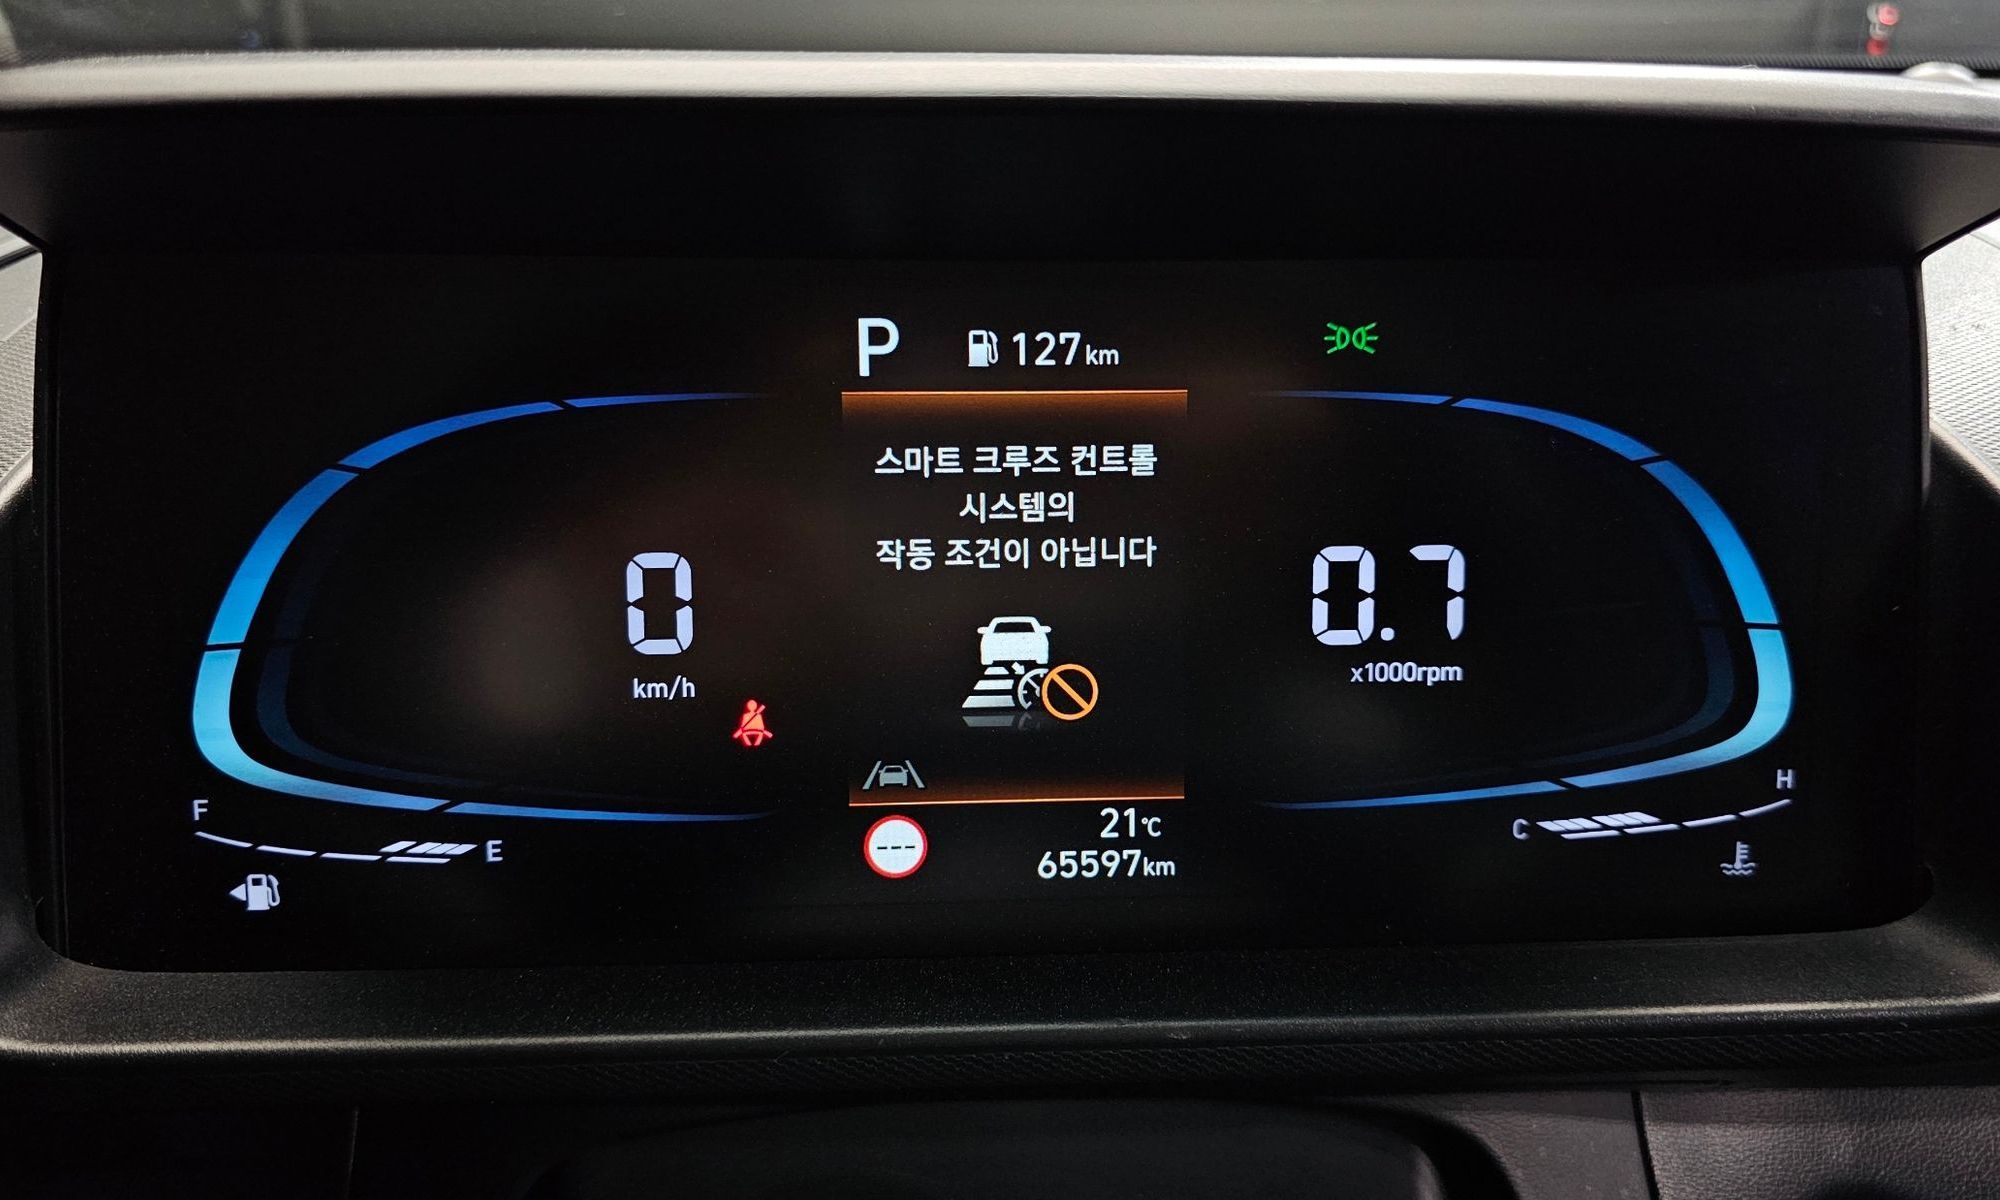 P 127km
스마트 크루즈 컨트롤
시스템의
작동 조건이 아닙니다
0
km/h
0.7
x1000rpm
F
E
C
H
---
21℃
65597km